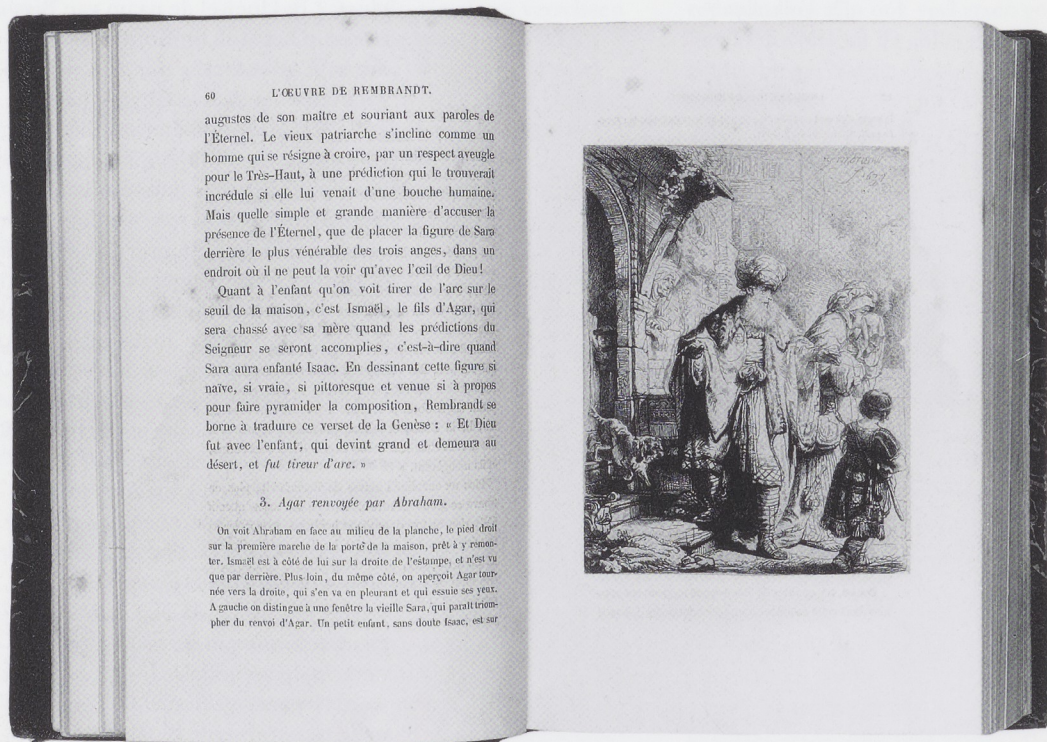 60
L'ŒUVRE DE REMBRANDT.
augustes de son maître et souriant aux paroles de
l'Éternel. Le vieux patriarche s'incline comme un
homme qui se résigne à croire, par un respect aveugle
pour le Très-Haut, à une prédiction qui le trouverait
incrédule si elle lui venait d'une bouche humaine.
Mais quelle simple et grande manière d'accuser la
présence de l'Éternel, que de placer la figure de Sara
derrière le plus vénérable des trois anges, dans un
endroit où il ne peut la voir qu'avec l'œil de Dieu!
Quant à l'enfant qu'on voit tirer de l'arc sur le
seuil de la maison, c'est Ismaël, le fils d'Agar, qui
sera chassé avec sa mère quand les prédictions du
Seigneur se seront accomplies, c'est-à-dire quand
Sara aura enfanté Isaac. En dessinant cette figure si
naïve, si vraie, si pittoresque et venue si à propos
pour faire pyramider la composition, Rembrandt se
borne à traduire ce verset de la Genèse : « Et Dieu
fut avec l'enfant, qui devint grand et demeura au
désert, et fut tireur d'arc. »
3. Agar renvoyée par Abraham.
On voit Abraham en face au milieu de la planche, le pied droit
sur la première marche de la porte de la maison, prêt à y remon-
ter. Ismaël est à côté de lui sur la droite de l'estampe, et n'est vu
que par derrière. Plus loin, du même côté, on aperçoit Agar tour-
née vers la droite, qui s'en va en pleurant et qui essuie ses yeux.
A gauche on distingue à une fenêtre la vieille Sara, qui paraît triom-
pher du renvoi d'Agar. Un petit enfant, sans doute Isaac, est sur